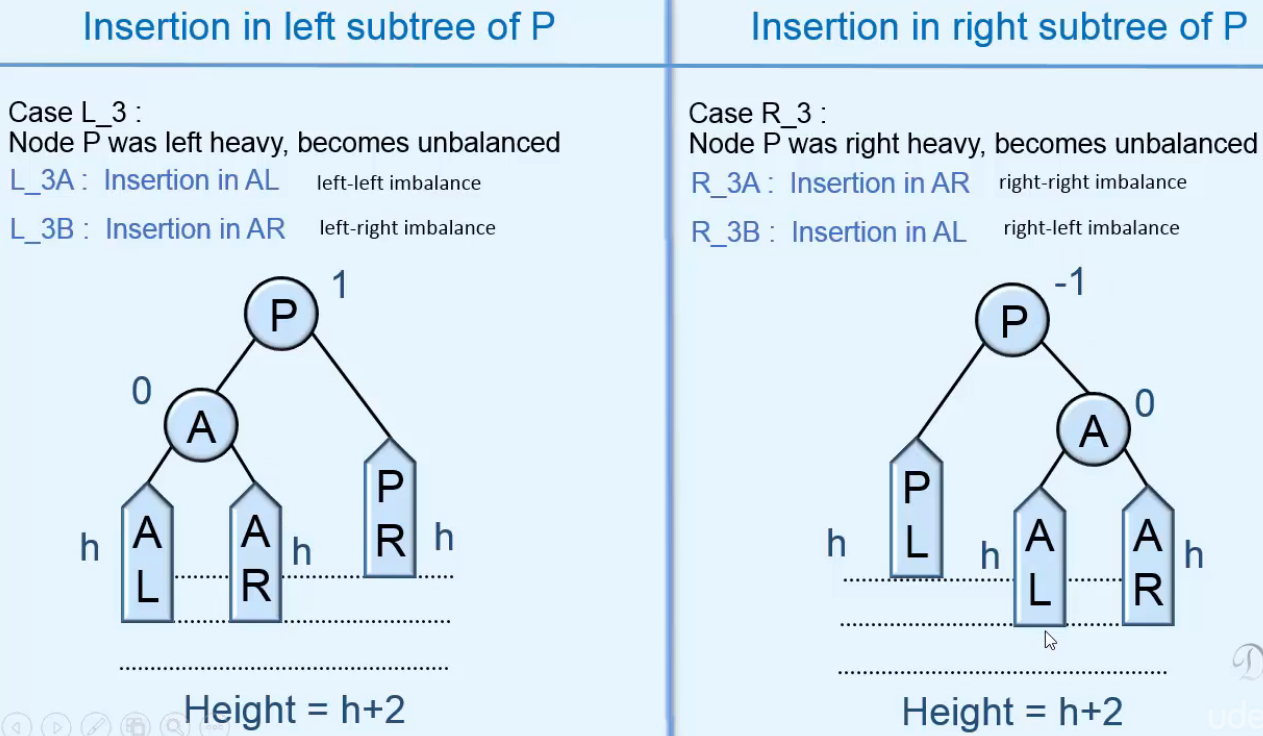 Insertion in left subtree of P
Case L_3 :
Node P was left heavy, becomes unbalanced
L_3A : Insertion in AL left-left imbalance
L_3B : Insertion in AR left-right imbalance
1
P
0
A
P
R
h
A
L
h
A
R
h
Height = h+2
Insertion in right subtree of P
Case R_3 :
Node P was right heavy, becomes unbalanced
R_3A : Insertion in AR right-right imbalance
R_3B : Insertion in AL right-left imbalance
-1
P
0
A
P
L
h
A
L
h
A
R
h
Height = h+2